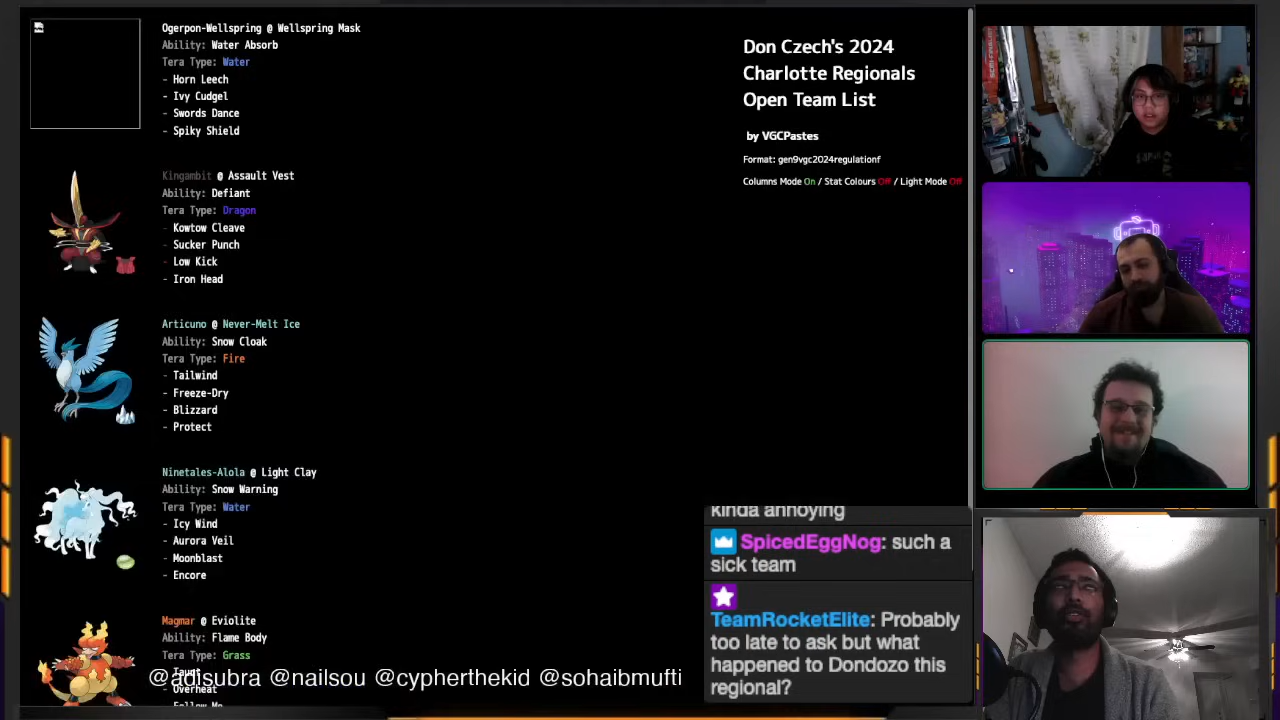 Ogerpon-Wellspring @ Wellspring Mask
Ability: Water Absorb
Tera Type: Water
- Horn Leech
- Ivy Cudgel
- Swords Dance
- Spiky Shield
Kingambit @ Assault Vest
Ability: Defiant
Tera Type: Dragon
- Kowtow Cleave
- Sucker Punch
- Low Kick
- Iron Head
Articuno @ Never-Melt Ice
Ability: Snow Cloak
Tera Type: Fire
- Tailwind
- Freeze-Dry
- Blizzard
- Protect
Ninetales-Alola @ Light Clay
Ability: Snow Warning
Tera Type: Water
- Icy Wind
- Aurora Veil
- Moonblast
- Encore
Magmar @ Eviolite
Ability: Flame Body
Tera Type: Grass
- Taunt
- Overheat
- Follow Me
@adisubra @nailsou @cypherthekid @sohaibmufti
Don Czech's 2024
Charlotte Regionals
Open Team List
by VGCPastes
Format: gen9vgc2024regulationf
Columns Mode On / Stat Colours Off / Light Mode Off
kinda annoying
SpicedEggNog: such a
sick team
TeamRocketElite: Probably
too late to ask but what
happened to Dondozo this
regional?